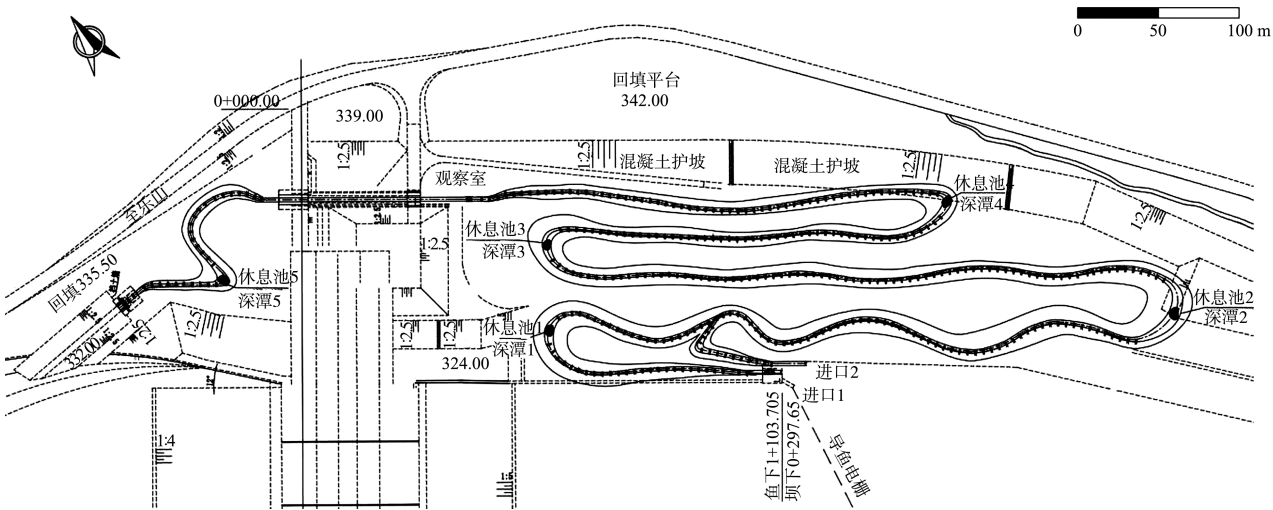 0
50
100 m
回填平台
342.00
0+000.00
339.00
1:2.5
1:2.5
混凝土护坡
混凝土护坡
1:2.5
观察室
休息池4
深潭4
1:2.5
至乐山
休息池3
深潭3
1:2.5
回填335.50
休息池5
深潭5
休息池2
深潭2
1:2.5
1:2.5
332.00
1:2.5
1:2.5
休息池1
深潭1
324.00
进口2
进口1
鱼下1+103.705
坝下0+297.65
导鱼电栅
1:4